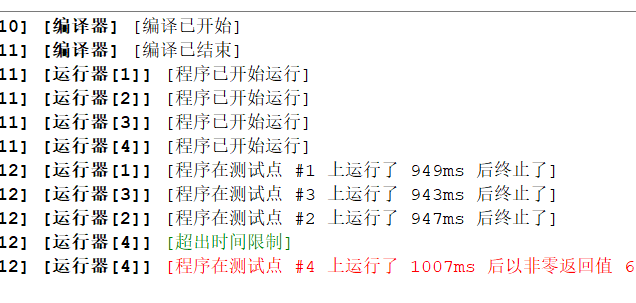 10] [编译器] [编译已开始]
11] [编译器] [编译已结束]
11] [运行器[1]] [程序已开始运行]
11] [运行器[2]] [程序已开始运行]
11] [运行器[3]] [程序已开始运行]
11] [运行器[4]] [程序已开始运行]
12] [运行器[1]] [程序在测试点 #1 上运行了 949ms 后终止了]
12] [运行器[3]] [程序在测试点 #3 上运行了 943ms 后终止了]
12] [运行器[2]] [程序在测试点 #2 上运行了 947ms 后终止了]
12] [运行器[4]] [超出时间限制]
12] [运行器[4]] [程序在测试点 #4 上运行了 1007ms 后以非零返回值 6